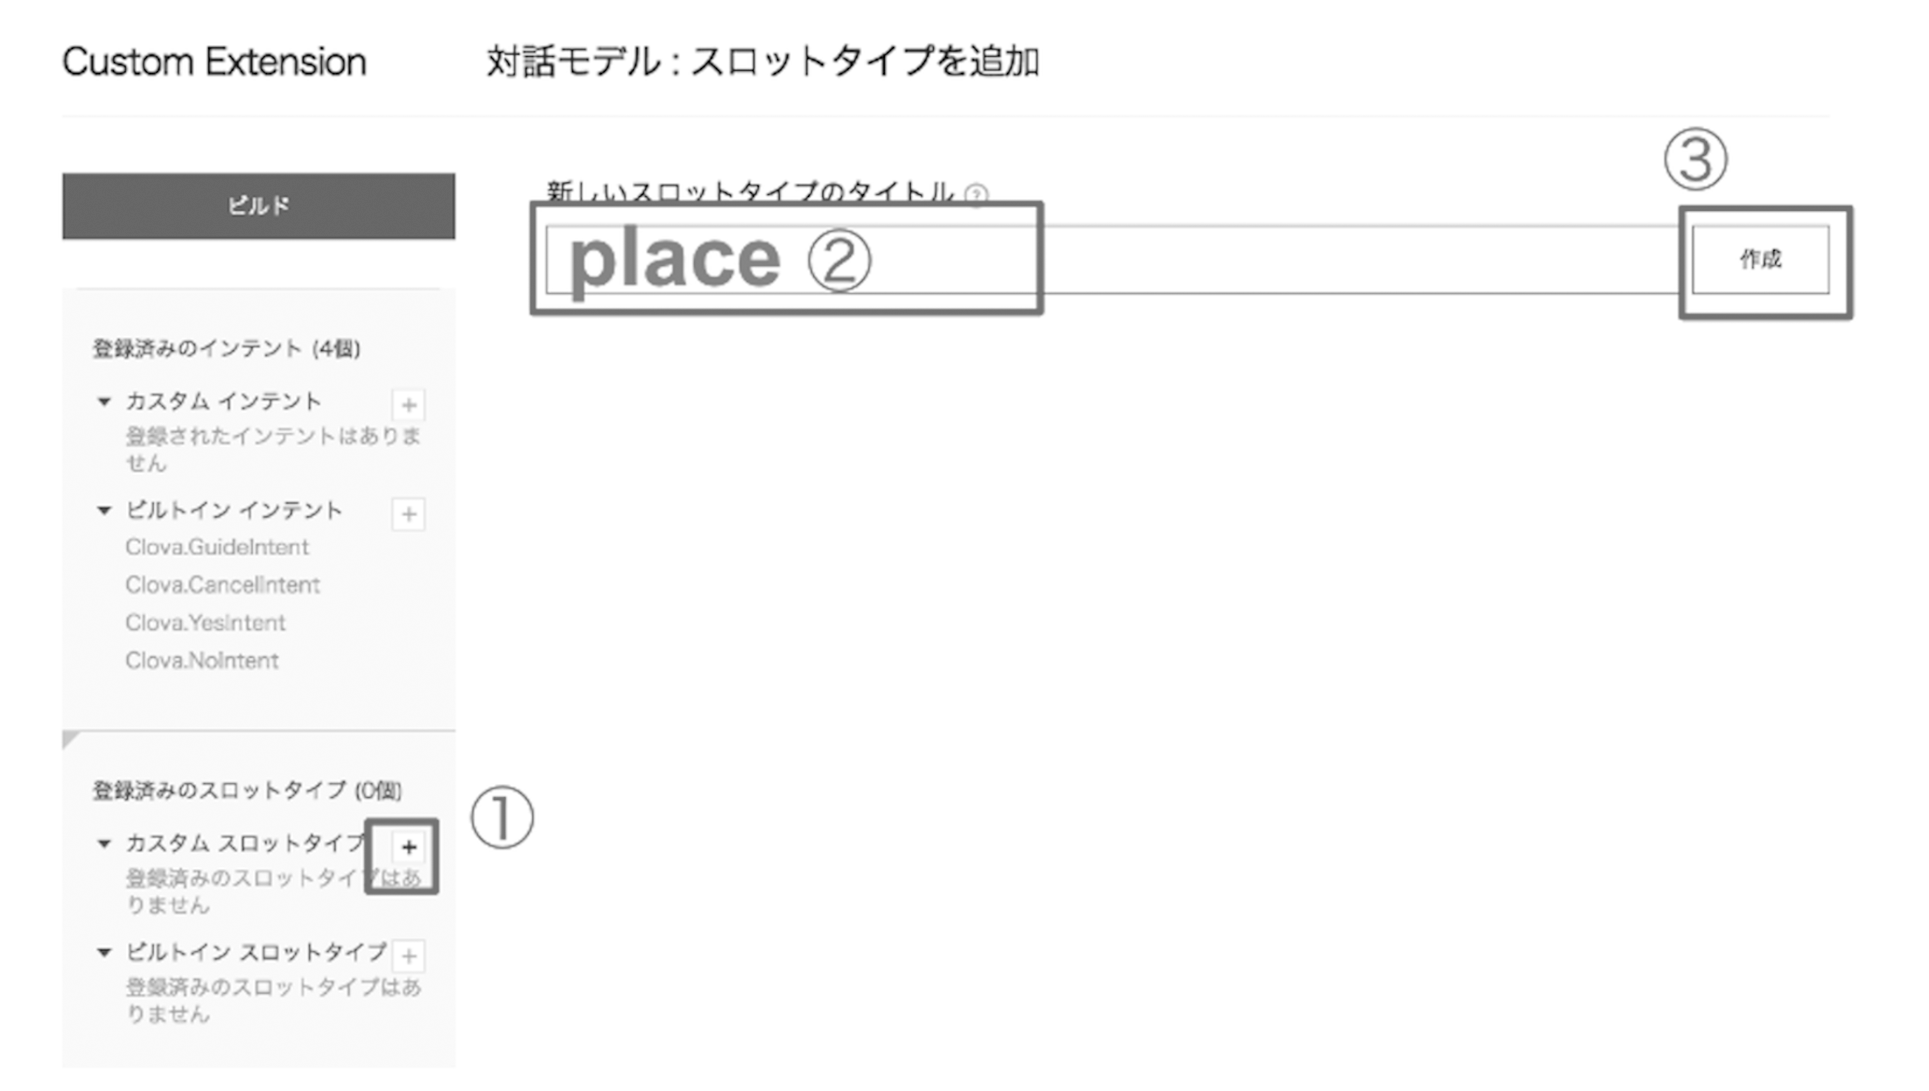 Custom Extension
対話モデル : スロットタイプを追加
ビルド
登録済みのインテント (4個)
カスタム インテント
+
登録されたインテントはありま
せん
ビルトイン インテント
+
Clova.GuideIntent
Clova.CancelIntent
Clova.YesIntent
Clova.NoIntent
登録済みのスロットタイプ (0個)
①
カスタム スロットタイプ
+
登録済みのスロットタイプはあ
りません
ビルトイン スロットタイプ
+
登録済みのスロットタイプはあ
りません
新しいスロットタイプのタイトル ?
place ②
③
作成